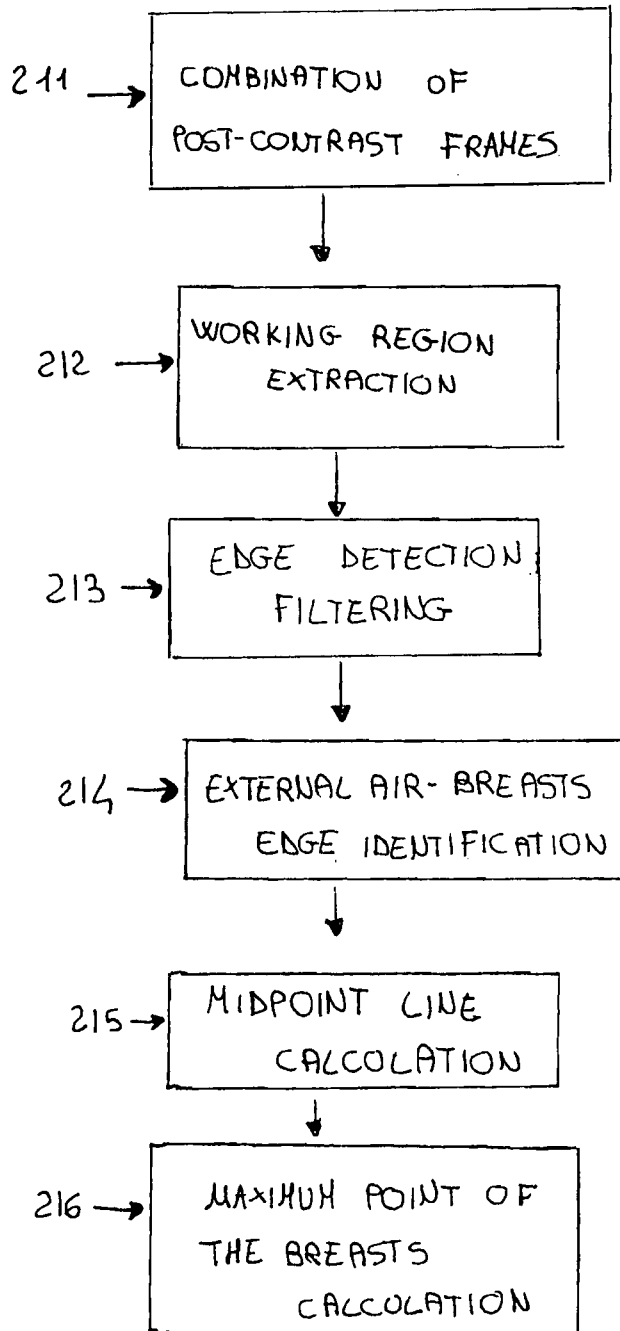 211
COMBINATION OF
POST-CONTRAST FRAMES
212
WORKING REGION
EXTRACTION
213
EDGE DETECTION
FILTERING
214
EXTERNAL AIR-BREASTS
EDGE IDENTIFICATION
215
MIDPOINT LINE
CALCOLATION
216
MAXIMUM POINT OF
THE BREASTS
CALCOLATION